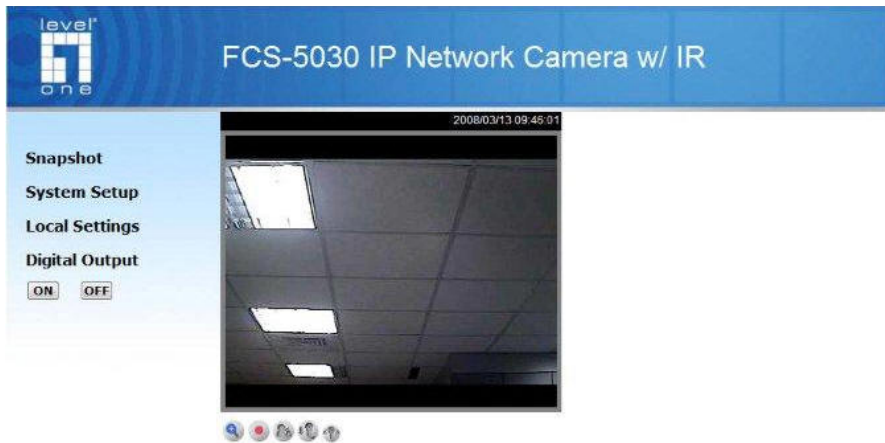 level
one
FCS-5030 IP Network Camera w/ IR
2008/03/13 09:46:01
Snapshot
System Setup
Local Settings
Digital Output
ON OFF